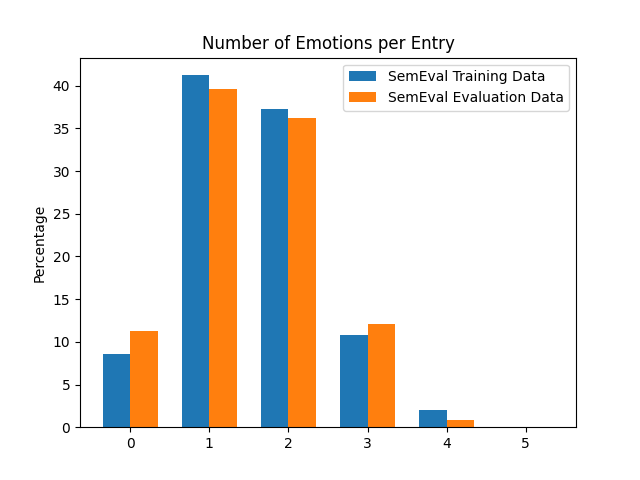 Number of Emotions per Entry
SemEval Training Data
SemEval Evaluation Data
Percentage
40
35
30
25
20
15
10
5
0
0 1 2 3 4 5